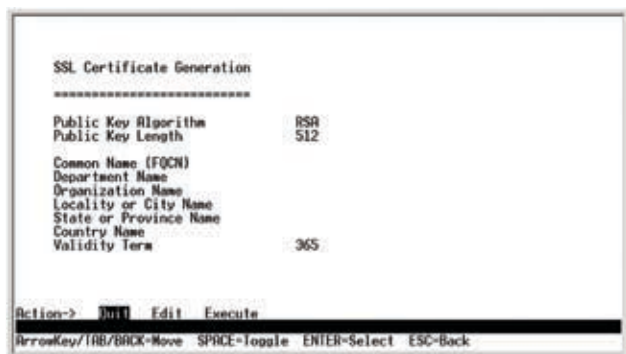 SSL Certificate Generation
==========================
Public Key Algorithm RSA
Public Key Length 512
Common Name (FQCN)
Department Name
Organization Name
Locality or City Name
State or Province Name
Country Name
Validity Term 365
Action-> Quit Edit Execute
ArrowKey/TAB/BACK=Move SPACE=Toggle ENTER=Select ESC=Back